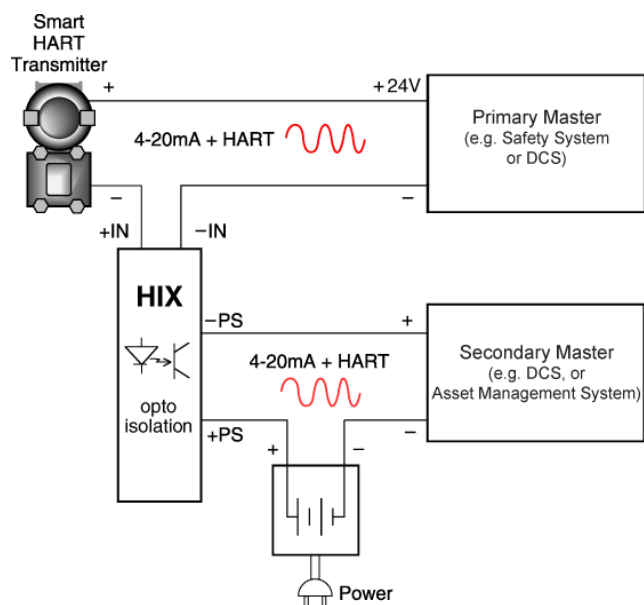 Smart
HART
Transmitter
+
+24V
Primary Master
(e.g. Safety System
or DCS)
4-20mA + HART
−
−
+IN
−IN
HIX
−PS
+
4-20mA + HART
Secondary Master
(e.g. DCS, or
Asset Management System)
opto
isolation
+PS
−
+
−
Power